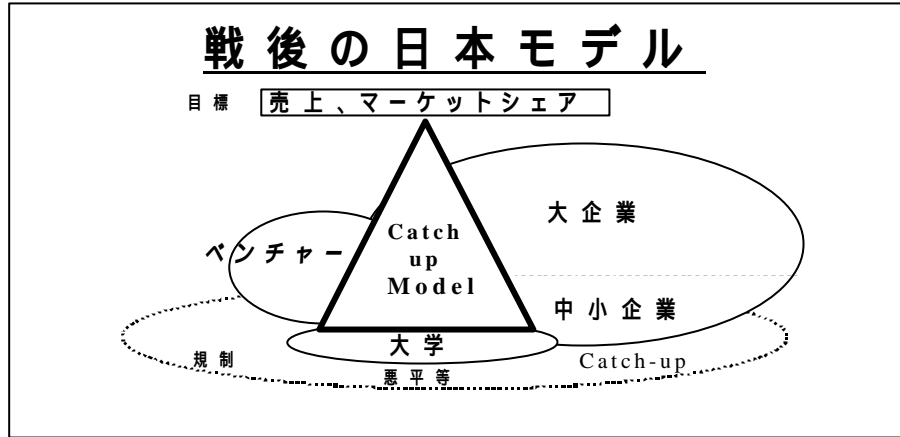 戦後の日本モデル
目標 売上、マーケットシェア
大企業
ベンチャー
Catch
up
Model
中小企業
大学
規制
悪平等
Catch-up